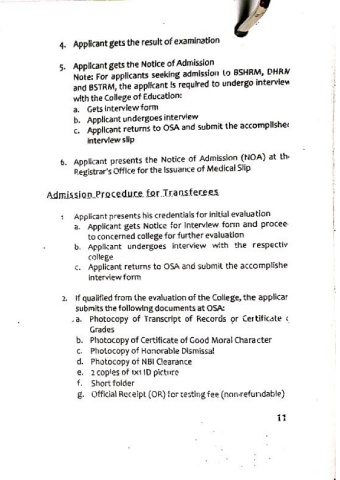 4. Applicant gets the result of examination
5. Applicant gets the Notice of Admission
Note: For applicants seeking admission to BSHRM, DHRM
and BSTRM, the applicant is required to undergo interview
with the College of Education:
a. Gets interview form
b. Applicant undergoes interview
c. Applicant returns to OSA and submit the accomplishe
interview slip
6. Applicant presents the Notice of Admission (NOA) at th
Registrar's Office for the Issuance of Medical Slip
Admission Procedure for Transferees
1 Applicant presents his credentials for initial evaluation
a. Applicant gets Notice for interview form and procee
to concerned college for further evaluation
b. Applicant undergoes interview with the respectiv
college
c. Applicant returns to OSA and submit the accomplishe
interview form
2. If qualified from the evaluation of the College, the applicar
submits the following documents at OSA:
a. Photocopy of Transcript of Records or Certificate
Grades
b. Photocopy of Certificate of Good Moral Character
c. Photocopy of Honorable Dismissal
d. Photocopy of NBI Clearance
e. 2 copies of 1x1 ID picture
f. Short folder
g. Official Receipt (OR) for testing fee (non-refundable)
11